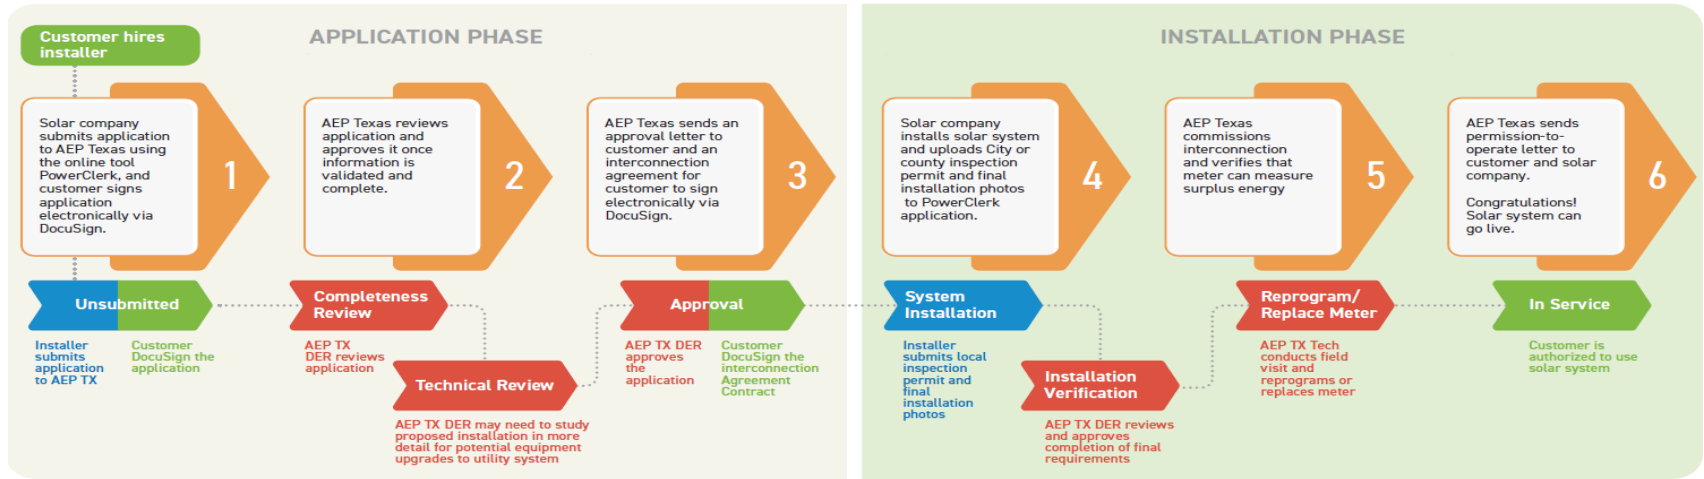 Customer hires
installer
APPLICATION PHASE
Solar company
submits application
to AEP Texas using
the online tool
PowerClerk, and
customer signs
application
electronically via
DocuSign.
1
AEP Texas reviews
application and
approves it once
information is
validated and
complete.
2
AEP Texas sends an
approval letter to
customer and an
interconnection
agreement for
customer to sign
electronically via
DocuSign.
3
Unsubmitted
Installer
submits
application
to AEP TX
Customer
DocuSign the
application
Completeness
Review
AEP TX
DER reviews
application
Technical Review
AEP TX DER may need to study
proposed installation in more
detail for potential equipment
upgrades to utility system
Approval
AEP TX DER
approves
the
application
Customer
DocuSign the
interconnection
Agreement
Contract
INSTALLATION PHASE
Solar company
installs solar system
and uploads City or
county inspection
permit and final
installation photos
to PowerClerk
application.
4
AEP Texas
commissions
interconnection
and verifies that
meter can measure
surplus energy
5
AEP Texas sends
permission-to-
operate letter to
customer and solar
company.
Congratulations!
Solar system can
go live.
6
System
Installation
Installer
submits local
inspection
permit and
final
installation
photos
Installation
Verification
AEP TX DER reviews
and approves
completion of final
requirements
Reprogram/
Replace Meter
AEP TX Tech
conducts field
visit and
reprograms or
replaces meter
In Service
Customer is
authorized to use
solar system